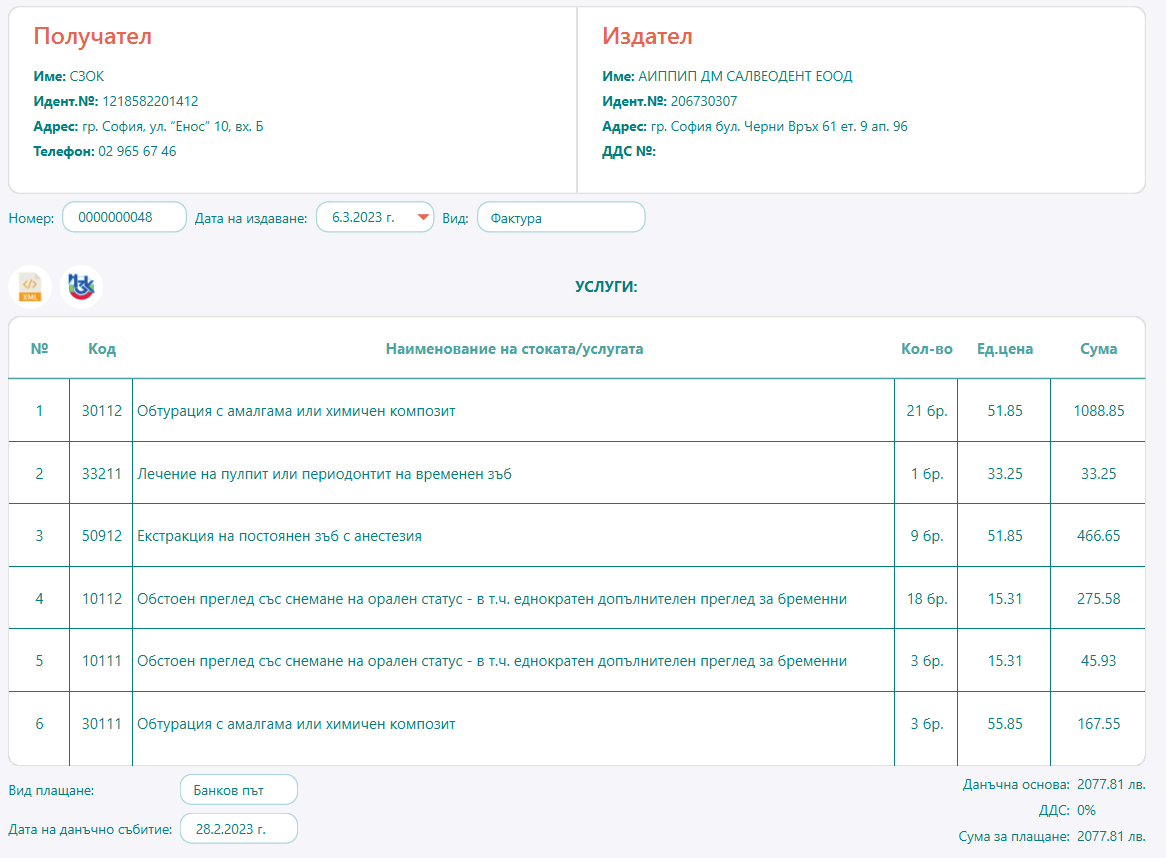 Получател
Име: СЗОК
Идент.№: 1218582201412
Адрес: гр. София, ул. “Енос” 10, вх. Б
Телефон: 02 965 67 46
Издател
Име: АИППИП ДМ САЛВЕОДЕНТ ЕООД
Идент.№: 206730307
Адрес: гр. София бул. Черни Връх 61 ет. 9 ап. 96
ДДС №:
Номер: 0000000048 Дата на издаване: 6.3.2023 г. Вид: Фактура
XML
УСЛУГИ:
№ Код Наименование на стоката/услугата Кол-во Ед.цена Сума
1 30112 Обтурация с амалгама или химичен композит 21 бр. 51.85 1088.85
2 33211 Лечение на пулпит или периодонтит на временен зъб 1 бр. 33.25 33.25
3 50912 Екстракция на постоянен зъб с анестезия 9 бр. 51.85 466.65
4 10112 Обстоен преглед със снемане на орален статус - в т.ч. еднократен допълнителен преглед за бременни 18 бр. 15.31 275.58
5 10111 Обстоен преглед със снемане на орален статус - в т.ч. еднократен допълнителен преглед за бременни 3 бр. 15.31 45.93
6 30111 Обтурация с амалгама или химичен композит 3 бр. 55.85 167.55
Вид плащане: Банков път
Дата на данъчно събитие: 28.2.2023 г.
Данъчна основа: 2077.81 лв.
ДДС: 0%
Сума за плащане: 2077.81 лв.